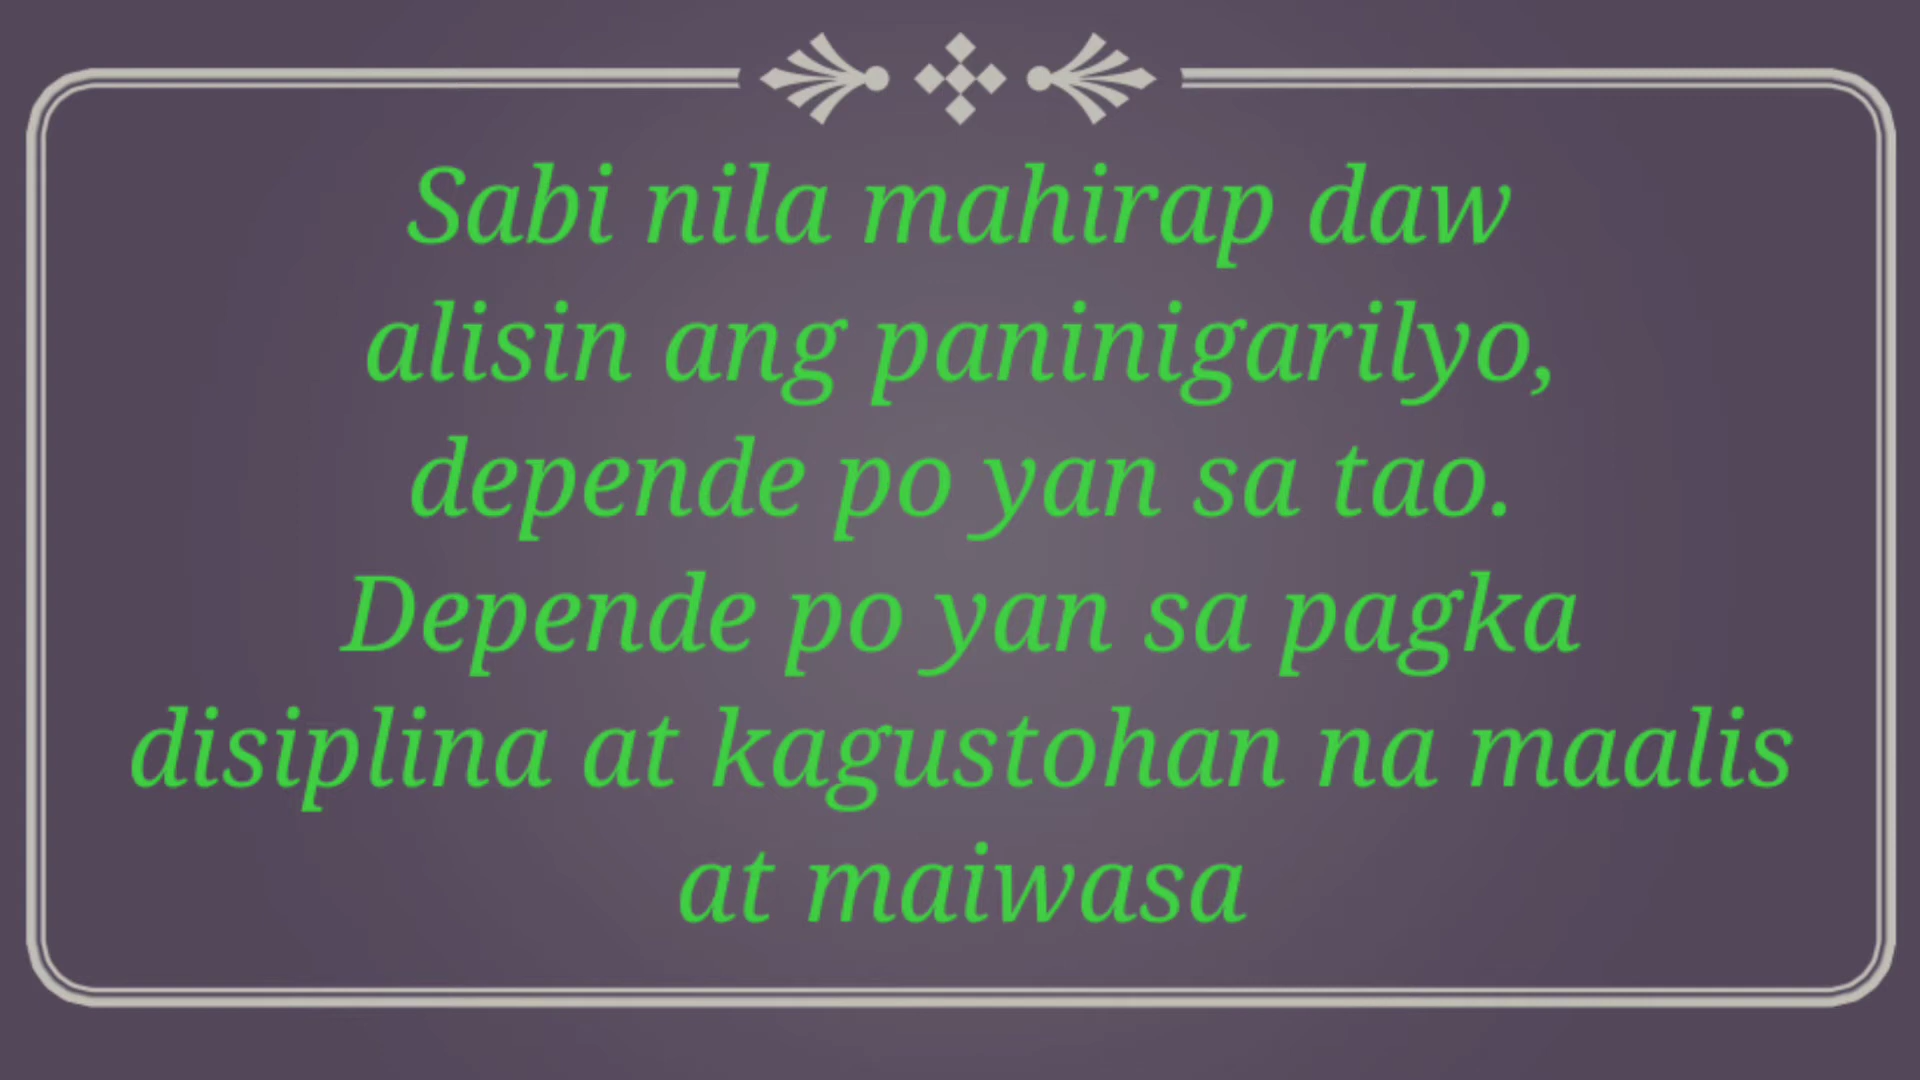 Sabi nila mahirap daw
alisin ang paninigarilyo,
depende po yan sa tao.
Depende po yan sa pagka
disiplina at kagustohan na maalis
at maiwasa